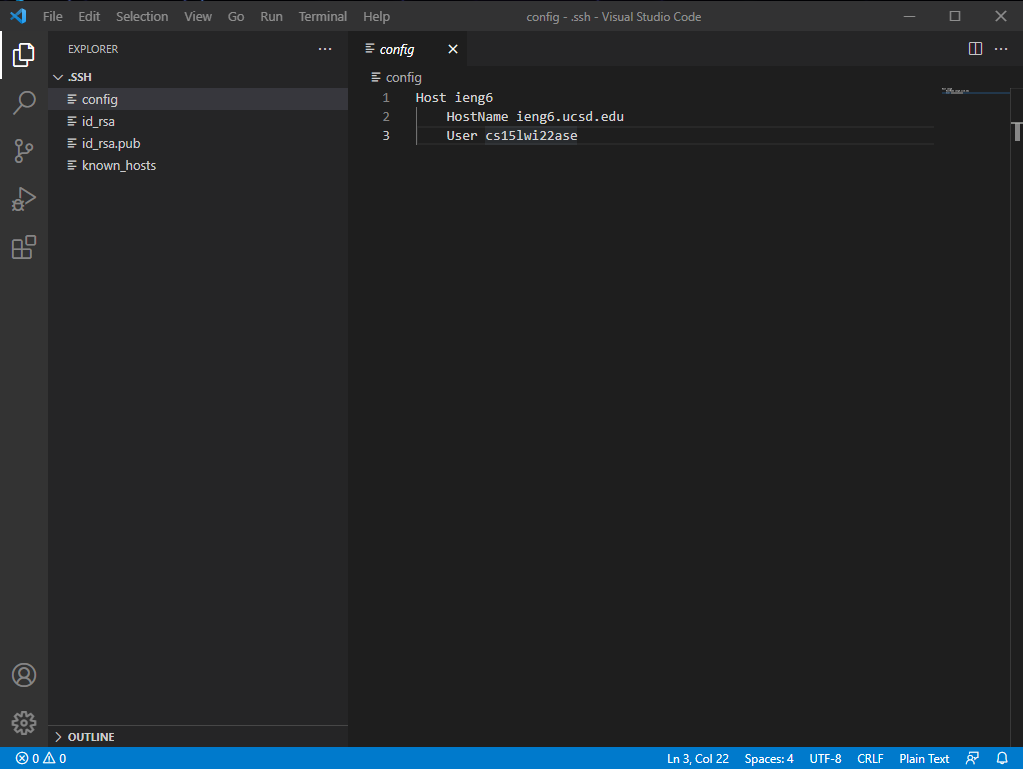 File Edit Selection View Go Run Terminal Help config - .ssh - Visual Studio Code
EXPLORER
.SSH
config
id_rsa
id_rsa.pub
known_hosts
OUTLINE
config
config
1 Host ieng6
2 HostName ieng6.ucsd.edu
3 User cs15lwi22ase
0 0 Ln 3, Col 22 Spaces: 4 UTF-8 CRLF Plain Text